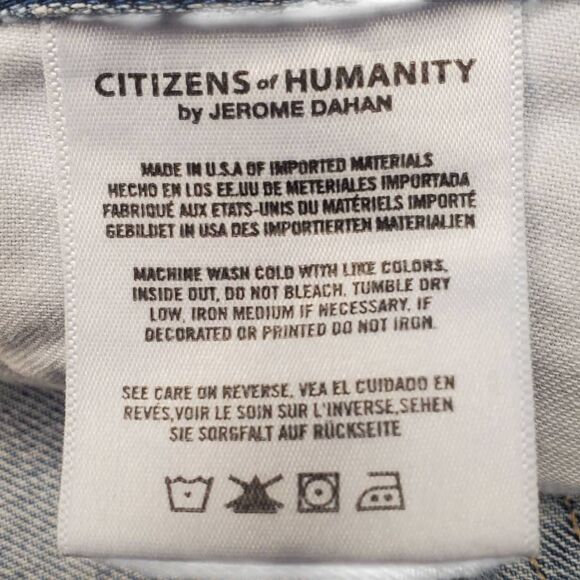 CITIZENS of HUMANITY
by JEROME DAHAN
MADE IN U.S.A OF IMPORTED MATERIALS
HECHO EN LOS EE.UU DE METERIALES IMPORTADA
FABRIQUÉ AUX ETATS-UNIS DU MATÉRIELS IMPORTÉ
GEBILDET IN USA DES IMPORTIERTEN MATERIALIEN
MACHINE WASH COLD WITH LIKE COLORS,
INSIDE OUT, DO NOT BLEACH. TUMBLE DRY
LOW, IRON MEDIUM IF NECESSARY, IF
DECORATED OR PRINTED DO NOT IRON.
SEE CARE ON REVERSE, VEA EL CUIDADO EN
REVÉS,VOIR LE SOIN SUR L'INVERSE,SEHEN
SIE SORGFALT AUF RÜCKSEITE